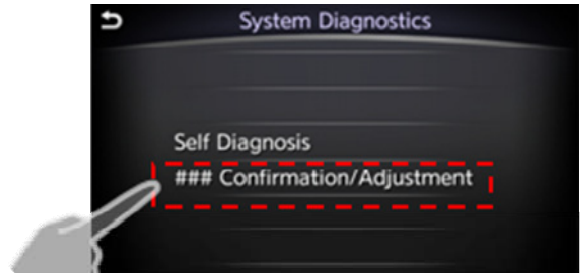 System Diagnostics
Self Diagnosis
### Confirmation/Adjustment